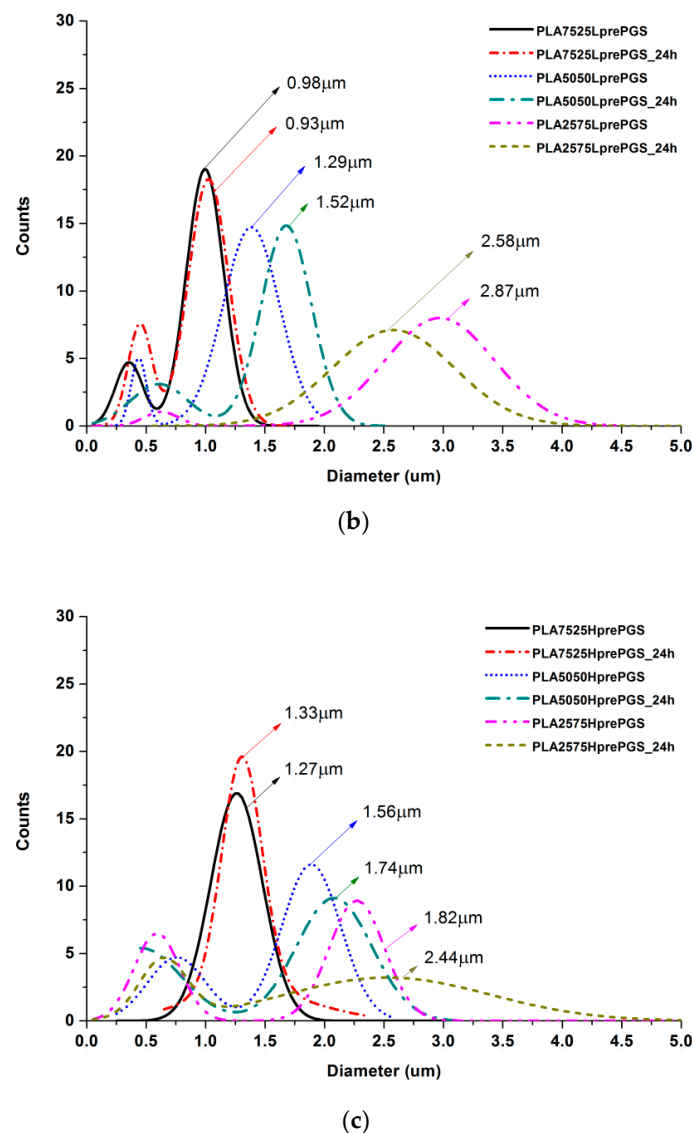 30
25
20
15
10
5
0
Counts
0.0 0.5 1.0 1.5 2.0 2.5 3.0 3.5 4.0 4.5 5.0
Diameter (um)
PLA7525LprePGS
PLA7525LprePGS_24h
PLA5050LprePGS
PLA5050LprePGS_24h
PLA2575LprePGS
PLA2575LprePGS_24h
0.98μm
0.93μm
1.29μm
1.52μm
2.58μm
2.87μm
(b)
30
25
20
15
10
5
0
Counts
0.0 0.5 1.0 1.5 2.0 2.5 3.0 3.5 4.0 4.5 5.0
Diameter (um)
PLA7525HprePGS
PLA7525HprePGS_24h
PLA5050HprePGS
PLA5050HprePGS_24h
PLA2575HprePGS
PLA2575HprePGS_24h
1.33μm
1.27μm
1.56μm
1.74μm
1.82μm
2.44μm
(c)